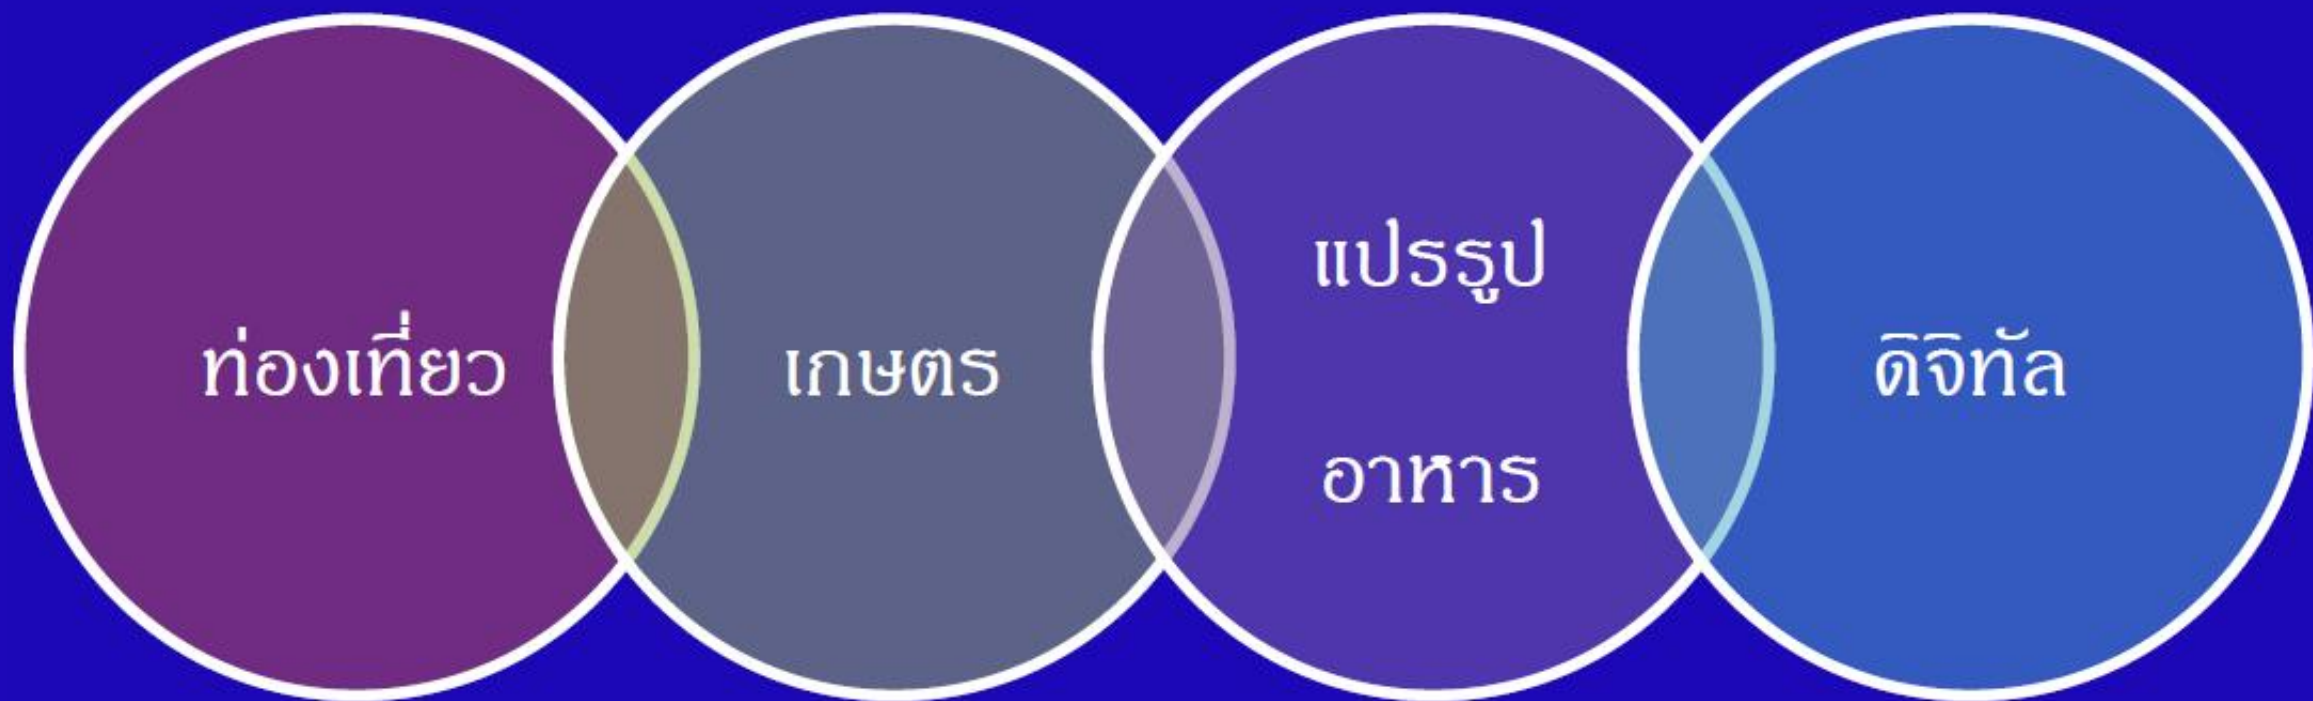 ท่องเที่ยว
เกษตร
แปรรูป
อาหาร
ดิจิทัล